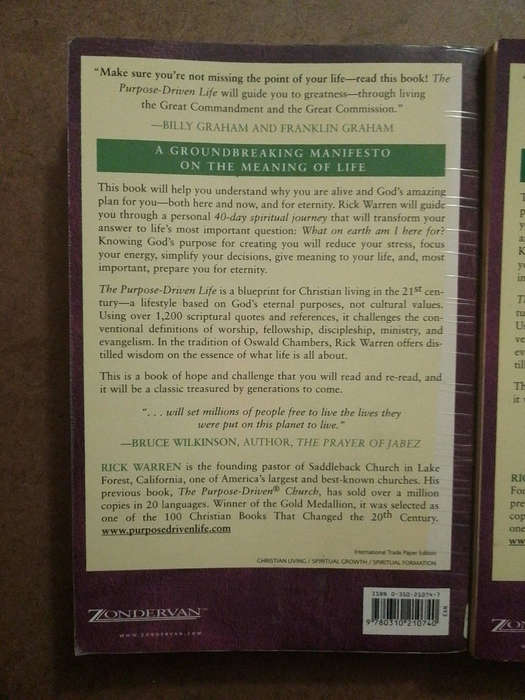 “Make sure you’re not missing the point of your life—read this book! The
Purpose-Driven Life will guide you to greatness—through living
the Great Commandment and the Great Commission.”
—BILLY GRAHAM AND FRANKLIN GRAHAM
A GROUNDBREAKING MANIFESTO
ON THE MEANING OF LIFE
This book will help you understand why you are alive and God’s amazing
plan for you—both here and now, and for eternity. Rick Warren will guide
you through a personal 40-day spiritual journey that will transform your
answer to life’s most important question: What on earth am I here for?
Knowing God’s purpose for creating you will reduce your stress, focus
your energy, simplify your decisions, give meaning to your life, and, most
important, prepare you for eternity.
The Purpose-Driven Life is a blueprint for Christian living in the 21st cen-
tury—a lifestyle based on God’s eternal purposes, not cultural values.
Using over 1,200 scriptural quotes and references, it challenges the con-
ventional definitions of worship, fellowship, discipleship, ministry, and
evangelism. In the tradition of Oswald Chambers, Rick Warren offers dis-
tilled wisdom on the essence of what life is all about.
This is a book of hope and challenge that you will read and re-read, and
it will be a classic treasured by generations to come.
“. . . will set millions of people free to live the lives they
were put on this planet to live.”
—BRUCE WILKINSON, AUTHOR, THE PRAYER OF JABEZ
RICK WARREN is the founding pastor of Saddleback Church in Lake
Forest, California, one of America’s largest and best-known churches. His
previous book, The Purpose-Driven® Church, has sold over a million
copies in 20 languages. Winner of the Gold Medallion, it was selected as
one of the 100 Christian Books That Changed the 20th Century.
www.purposedrivenlife.com
International Trade Paper Edition
CHRISTIAN LIVING / SPIRITUAL GROWTH / SPIRITUAL FORMATION
ISBN 0-310-21074-7
9 780310 210740
ZONDERVAN™
www.zondervan.com